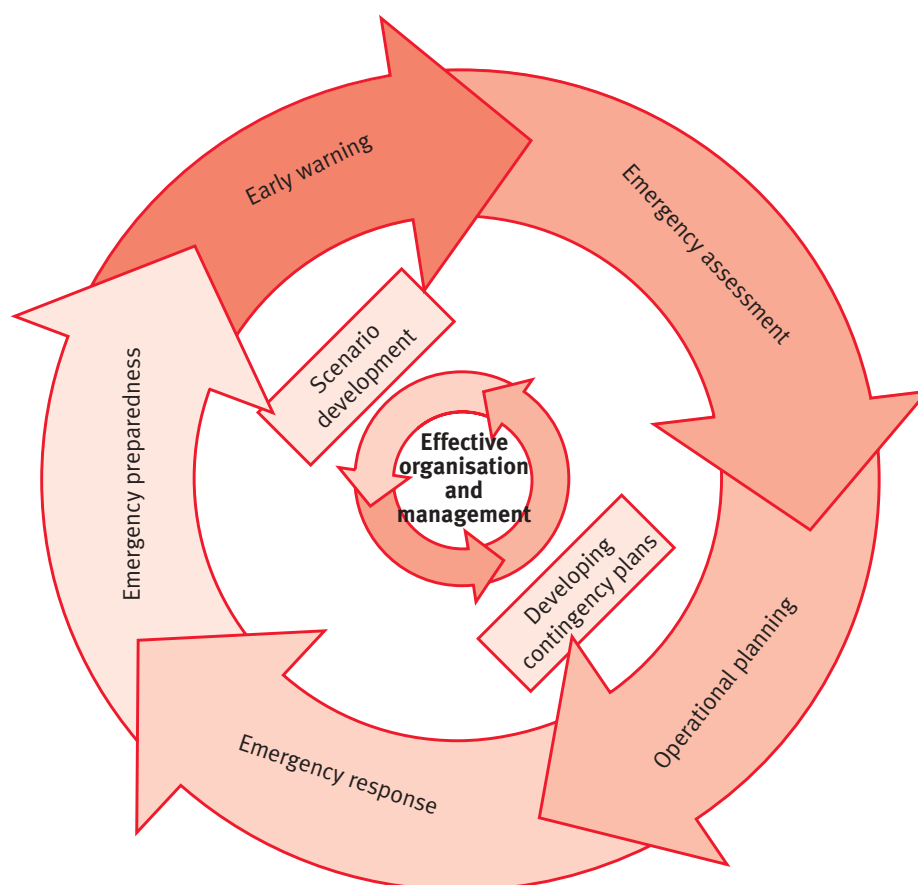 Early warning
Emergency assessment
Scenario
development
Emergency preparedness
Effective
organisation
and
management
Developing
contingency plans
Operational planning
Emergency response